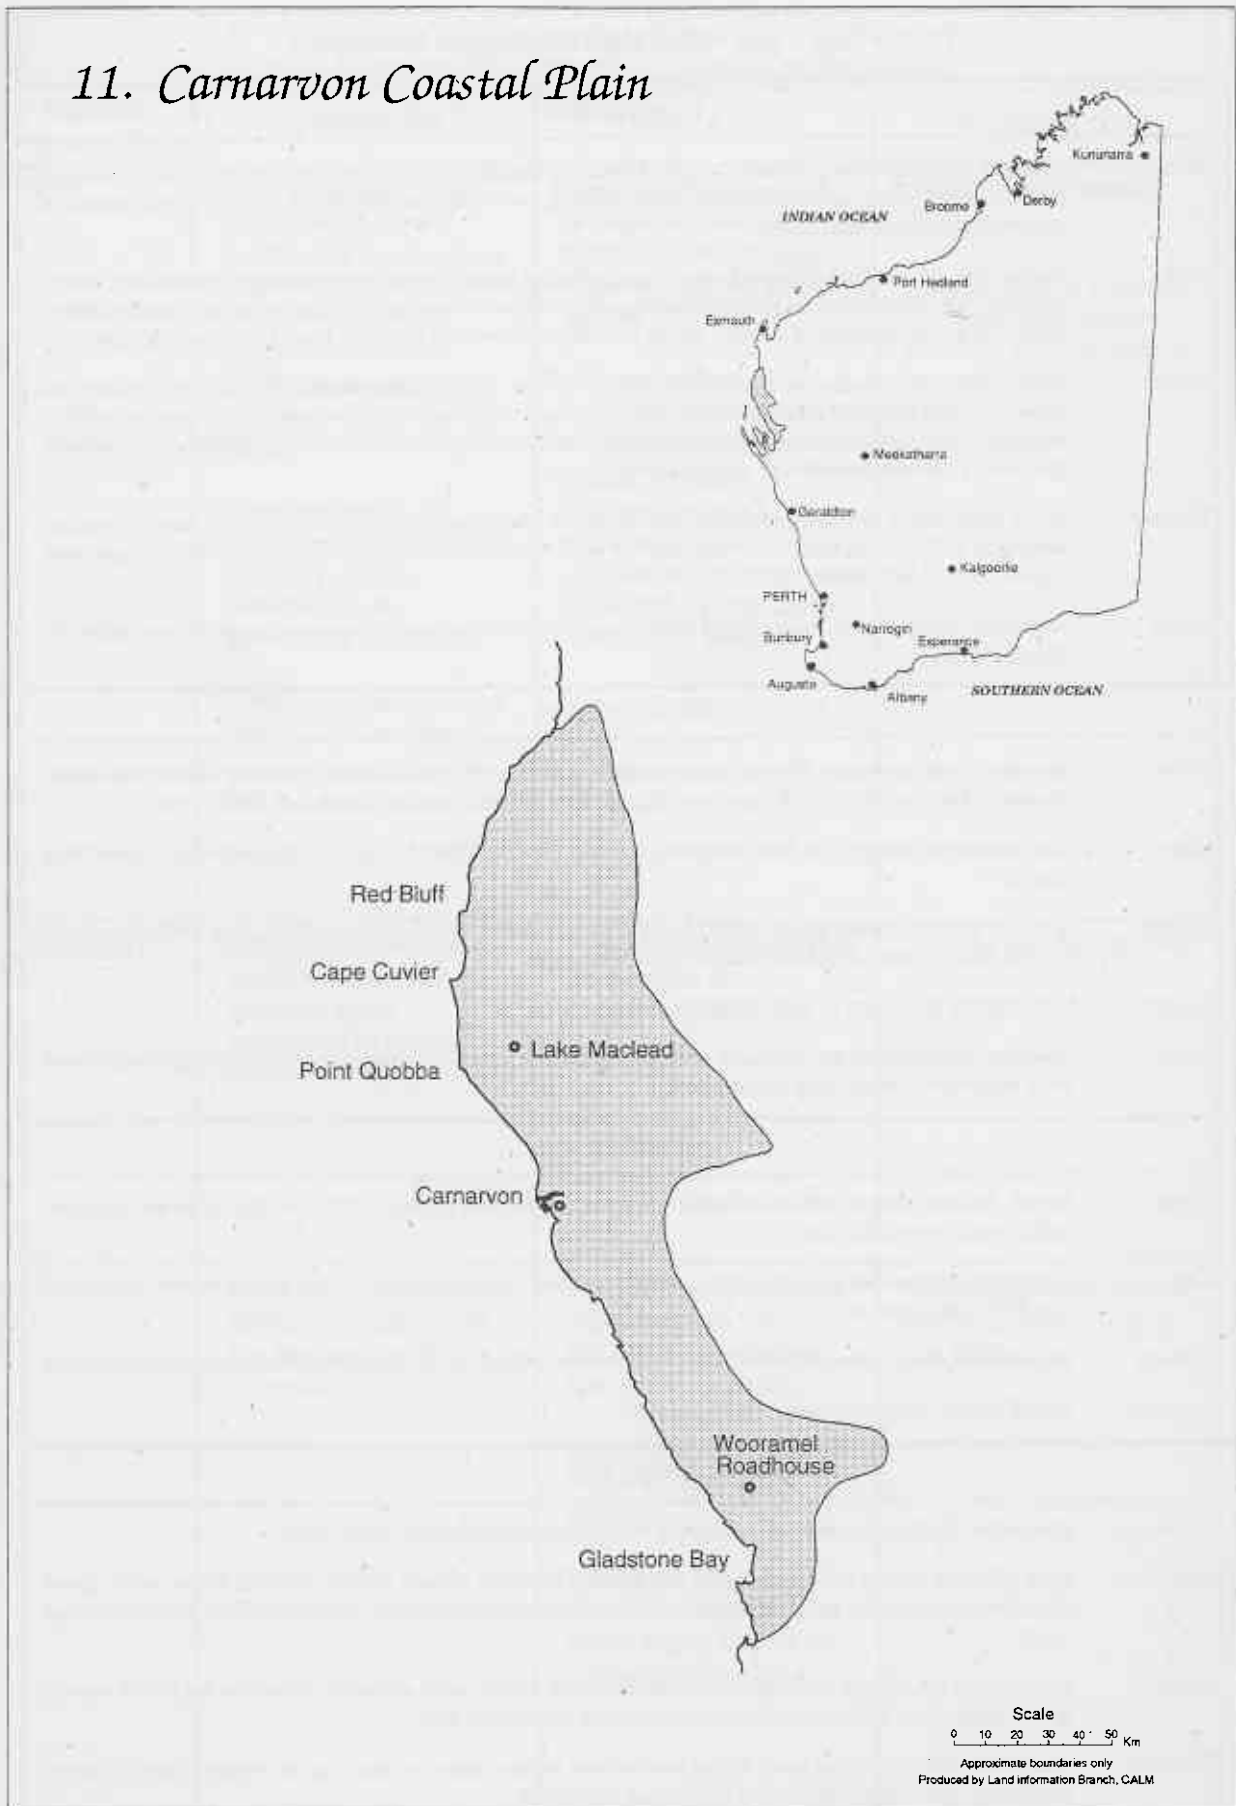 11. Carnarvon Coastal Plain
Kununurra
Derby
Broome
INDIAN OCEAN
Port Hedland
Exmouth
Meekatharra
Geraldton
Kalgoorlie
PERTH
Narrogin
Bunbury
Esperance
Augusta
Albany
SOUTHERN OCEAN
Red Bluff
Cape Cuvier
Lake Maclead
Point Quobba
Carnarvon
Wooramel
Roadhouse
Gladstone Bay
Scale
0 10 20 30 40 50 Km
Approximate boundaries only
Produced by Land information Branch, CALM